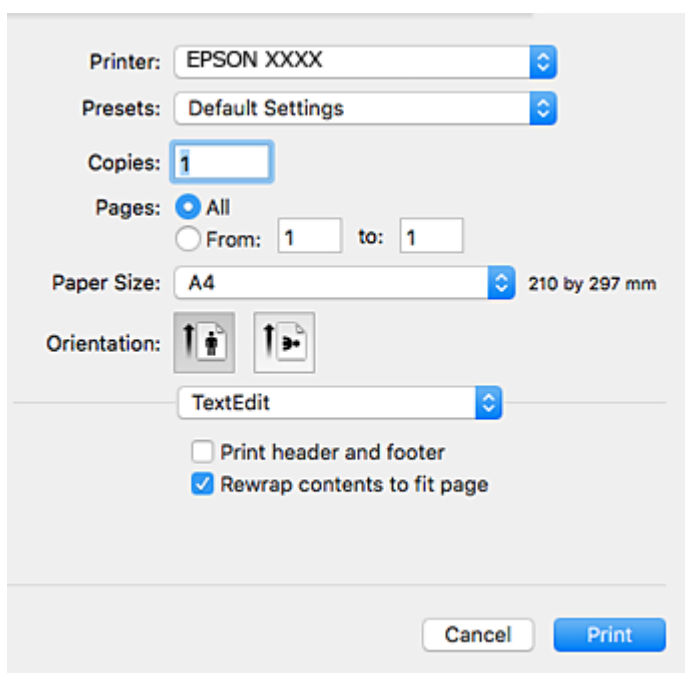 Printer: EPSON XXXX
Presets: Default Settings
Copies: 1
Pages: All
From: 1 to: 1
Paper Size: A4 210 by 297 mm
Orientation:
TextEdit
Print header and footer
Rewrap contents to fit page
Cancel Print